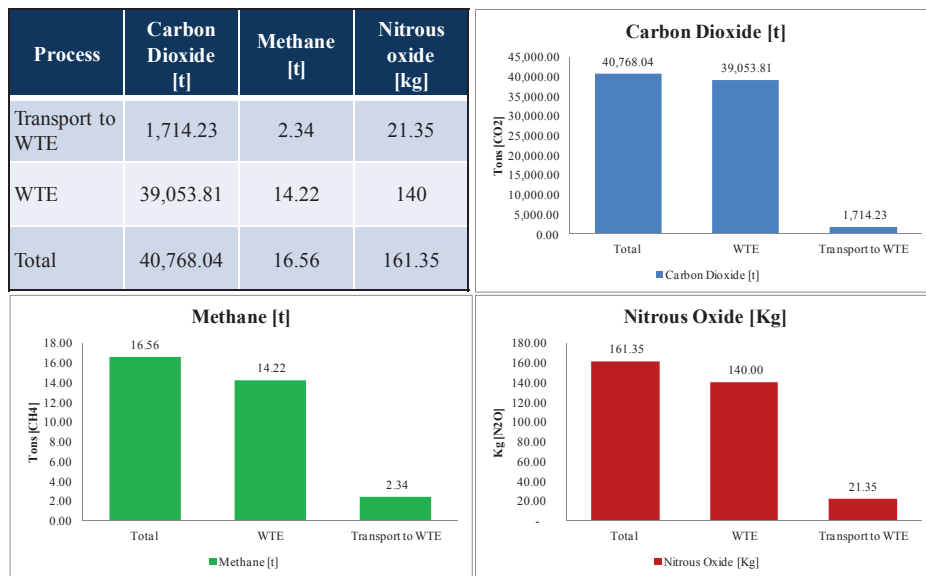 Process
Carbon
Dioxide
[t]
Methane
[t]
Nitrous
oxide
[kg]
Transport to
WTE
1,714.23
2.34
21.35
WTE
39,053.81
14.22
140
Total
40,768.04
16.56
161.35
Carbon Dioxide [t]
Tons [CO2]
45,000.00
40,000.00
35,000.00
30,000.00
25,000.00
20,000.00
15,000.00
10,000.00
5,000.00
0.00
40,768.04
39,053.81
1,714.23
Total
WTE
Transport to WTE
Carbon Dioxide [t]
Methane [t]
Tons [CH4]
18.00
16.00
14.00
12.00
10.00
8.00
6.00
4.00
2.00
0.00
16.56
14.22
2.34
Total
WTE
Transport to WTE
Methane [t]
Nitrous Oxide [Kg]
Kg [N2O]
180.00
160.00
140.00
120.00
100.00
80.00
60.00
40.00
20.00
-
161.35
140.00
21.35
Total
WTE
Transport to WTE
Nitrous Oxide [Kg]